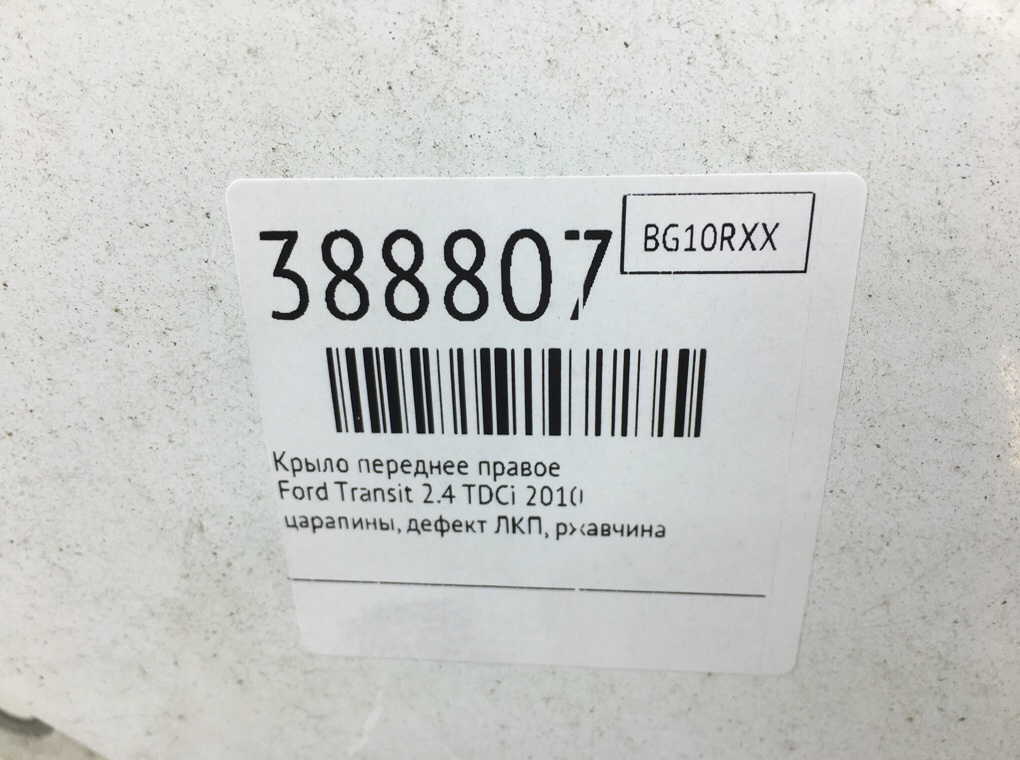 388807
BG10RXX
Крыло переднее правое
Ford Transit 2.4 TDCi 2010
царапины, дефект ЛКП, ржавчина